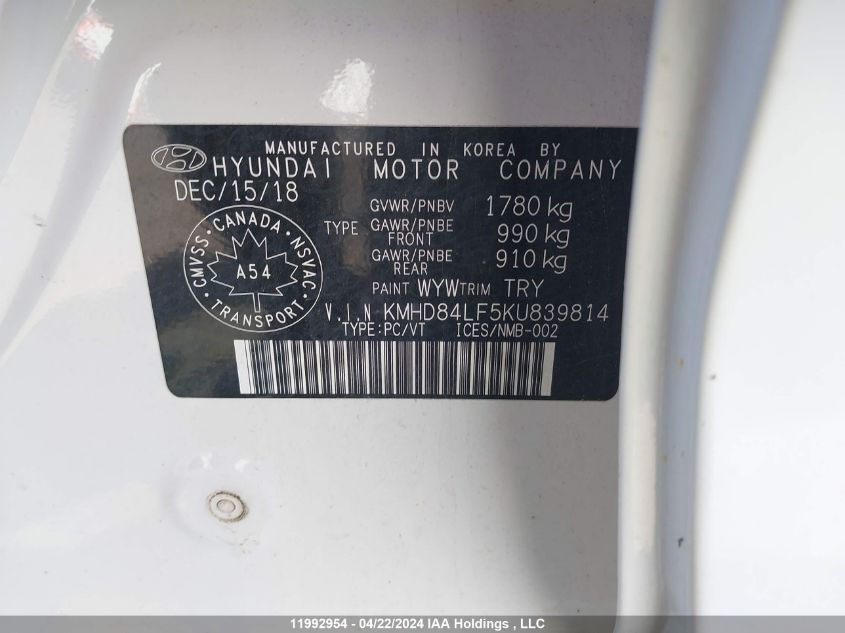 MANUFACTURED IN KOREA BY
HYUNDAI MOTOR COMPANY
DEC/15/18
GVWR/PNBV 1780 kg
TYPE GAWR/PNBE FRONT 990 kg
GAWR/PNBE REAR 910 kg
CMVSS · CANADA · NSVAC
A54
· TRANSPORT ·
PAINT WYW TRIM TRY
V.I.N KMHD84LF5KU839814
TYPE:PC/VT ICES/NMB-002
11992954 - 04/22/2024 IAA Holdings , LLC/